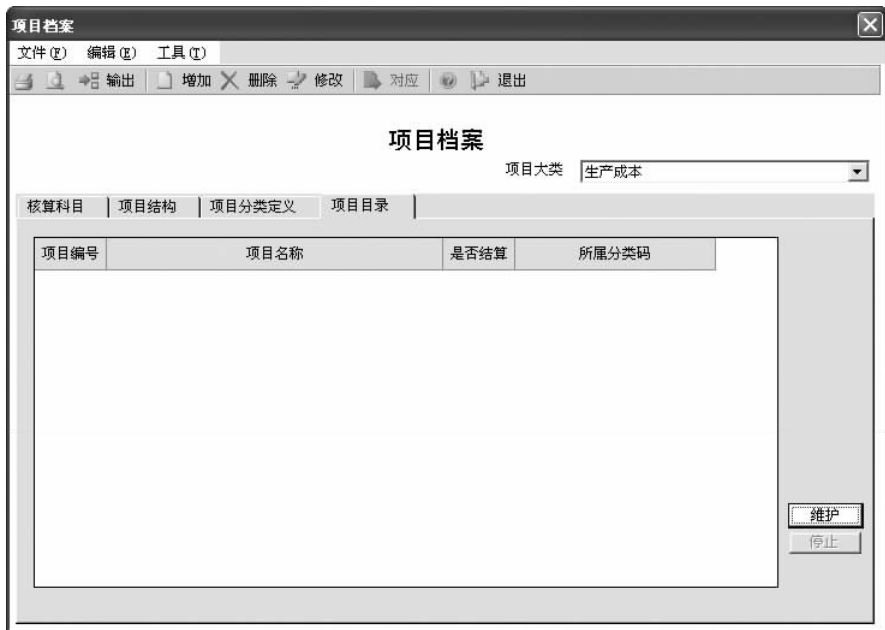 项目档案
文件(F) 编辑(E) 工具(T)
输出 增加 删除 修改 对应 退出
项目档案
项目大类 生产成本
核算科目 项目结构 项目分类定义 项目目录
项目编号 项目名称 是否结算 所属分类码
维护
停止